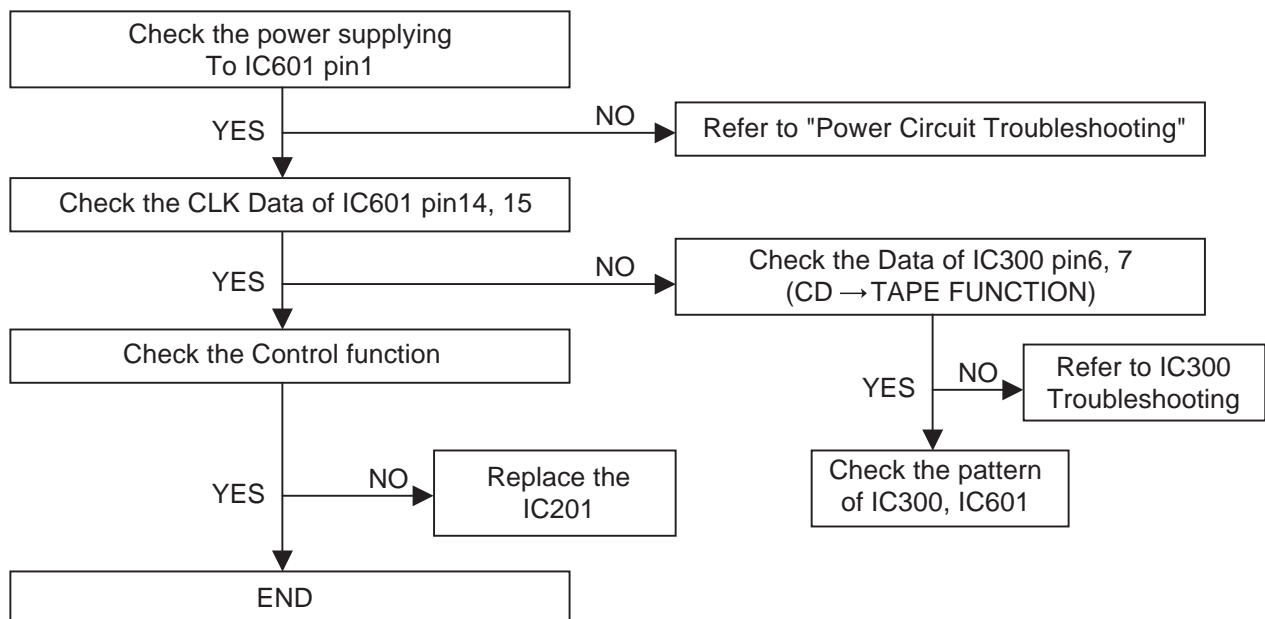 Check the power supplying
To IC601 pin1
YES
NO
Refer to "Power Circuit Troubleshooting"
Check the CLK Data of IC601 pin14, 15
YES
NO
Check the Data of IC300 pin6, 7
(CD → TAPE FUNCTION)
Check the Control function
YES
NO
Refer to IC300
Troubleshooting
Check the pattern
of IC300, IC601
YES
NO
Replace the
IC201
END